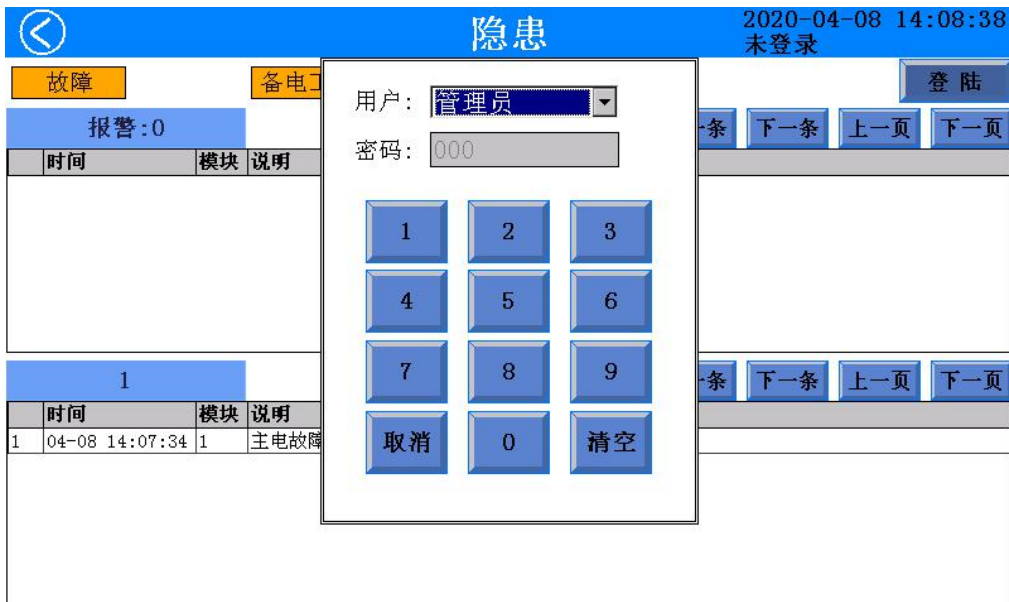 隐患
2020-04-08 14:08:38
未登录
故障
备电
登 陆
报警:0
条 下一条 上一页 下一页
时间 模块 说明
用户: 管理员
密码: 000
1 2 3
4 5 6
7 8 9
取消 0 清空
1
条 下一条 上一页 下一页
时间 模块 说明
1 04-08 14:07:34 1 主电故障